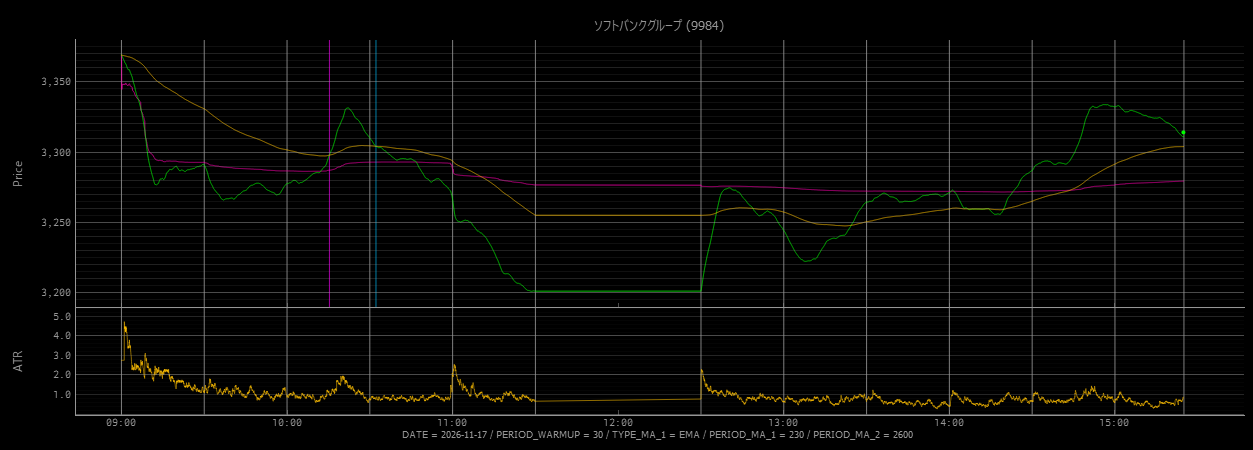 ソフトバンクグループ (9984)
Price
3,350
3,300
3,250
3,200
ATR
5.0
4.0
3.0
2.0
1.0
09:00 10:00 11:00 12:00 13:00 14:00 15:00
DATE = 2026-11-17 / PERIOD_WARMUP = 30 / TYPE_MA_1 = EMA / PERIOD_MA_1 = 230 / PERIOD_MA_2 = 2600